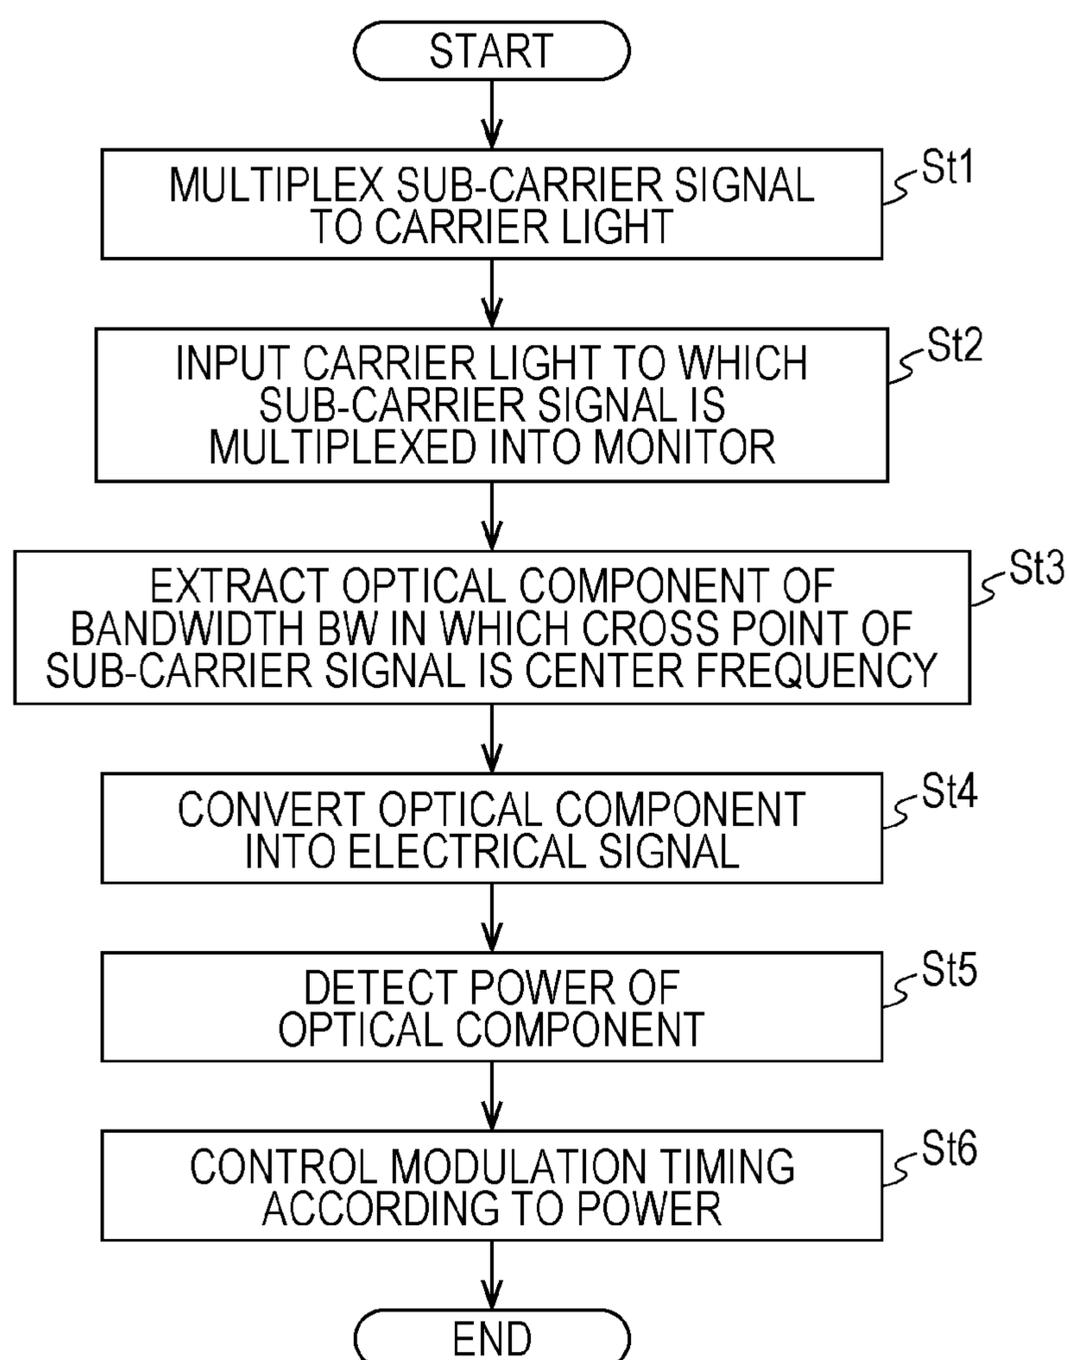 START
MULTIPLEX SUB-CARRIER SIGNAL
TO CARRIER LIGHT
St1
INPUT CARRIER LIGHT TO WHICH
SUB-CARRIER SIGNAL IS
MULTIPLEXED INTO MONITOR
St2
EXTRACT OPTICAL COMPONENT OF
BANDWIDTH BW IN WHICH CROSS POINT OF
SUB-CARRIER SIGNAL IS CENTER FREQUENCY
St3
CONVERT OPTICAL COMPONENT
INTO ELECTRICAL SIGNAL
St4
DETECT POWER OF
OPTICAL COMPONENT
St5
CONTROL MODULATION TIMING
ACCORDING TO POWER
St6
END